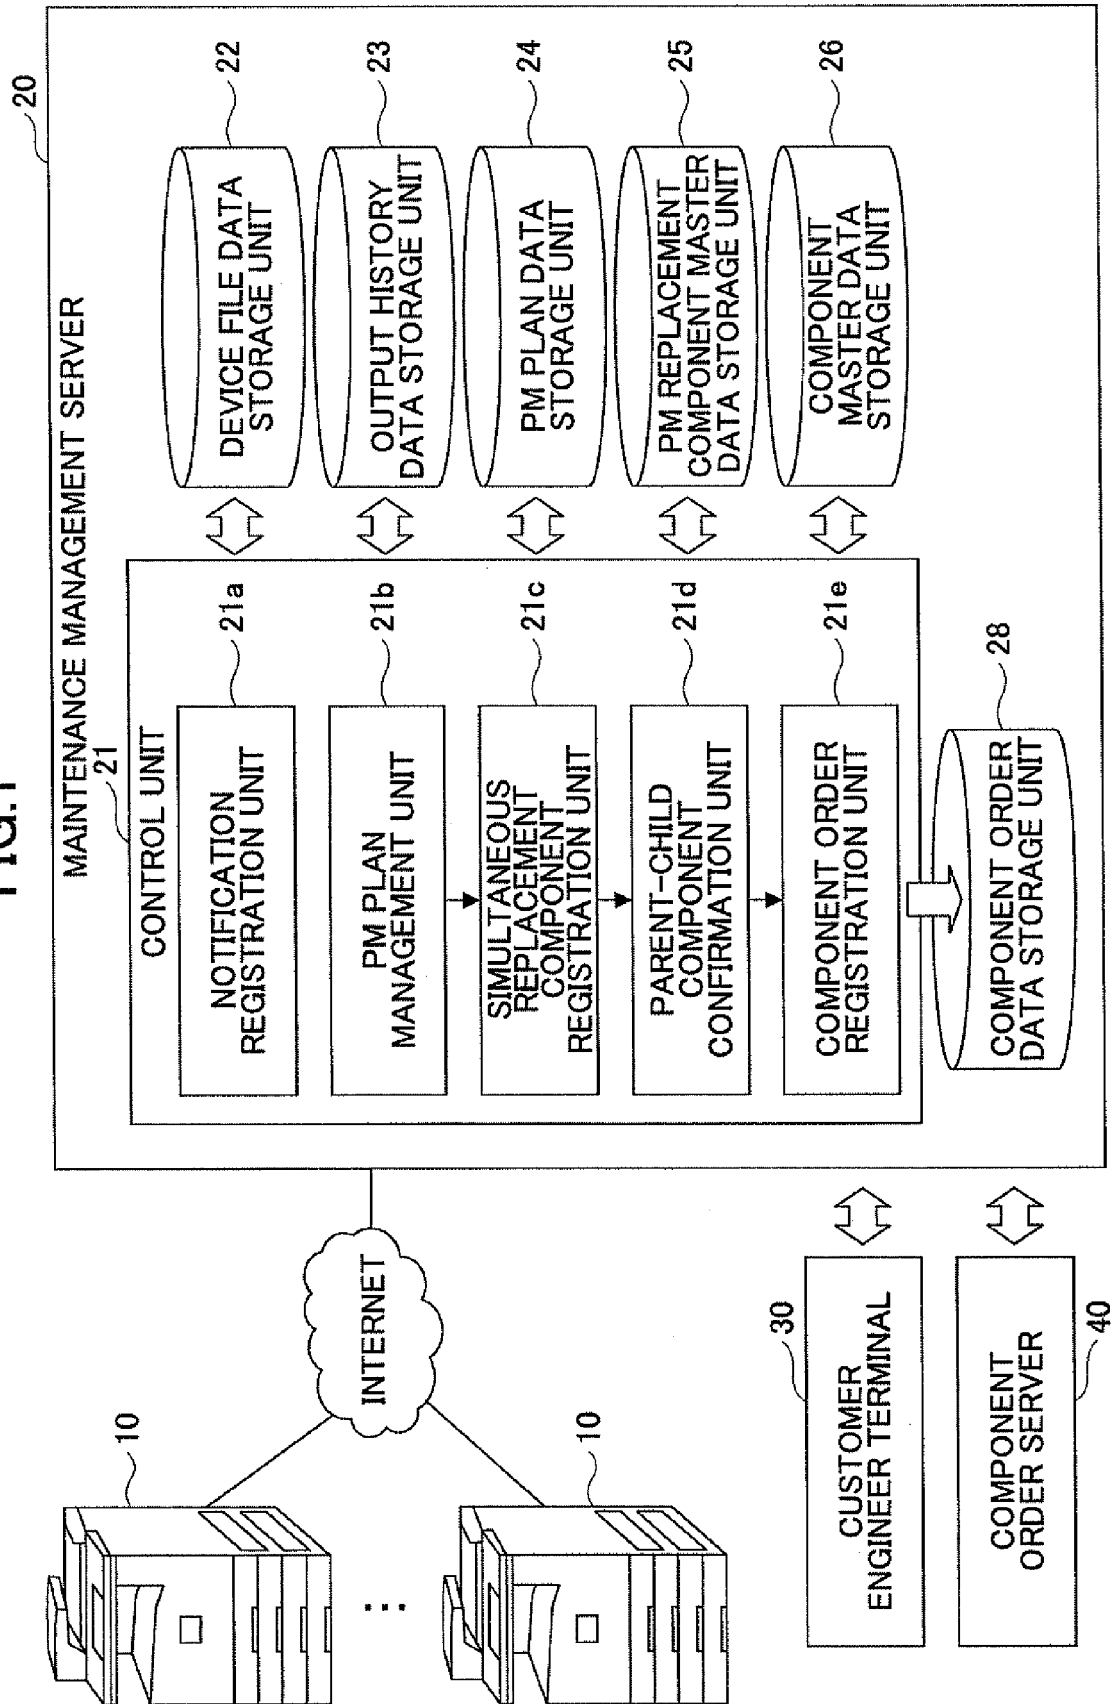 FIG.1
20
MAINTENANCE MANAGEMENT SERVER
21
CONTROL UNIT
NOTIFICATION
REGISTRATION UNIT
21a
PM PLAN
MANAGEMENT UNIT
21b
SIMULTANEOUS
REPLACEMENT
COMPONENT
REGISTRATION UNIT
21c
PARENT-CHILD
COMPONENT
CONFIRMATION UNIT
21d
COMPONENT ORDER
REGISTRATION UNIT
21e
DEVICE FILE DATA
STORAGE UNIT
22
OUTPUT HISTORY
DATA STORAGE UNIT
23
PM PLAN DATA
STORAGE UNIT
24
PM REPLACEMENT
COMPONENT MASTER
DATA STORAGE UNIT
25
COMPONENT
MASTER DATA
STORAGE UNIT
26
COMPONENT ORDER
DATA STORAGE UNIT
28
10
10
INTERNET
30
CUSTOMER
ENGINEER TERMINAL
COMPONENT
ORDER SERVER
40